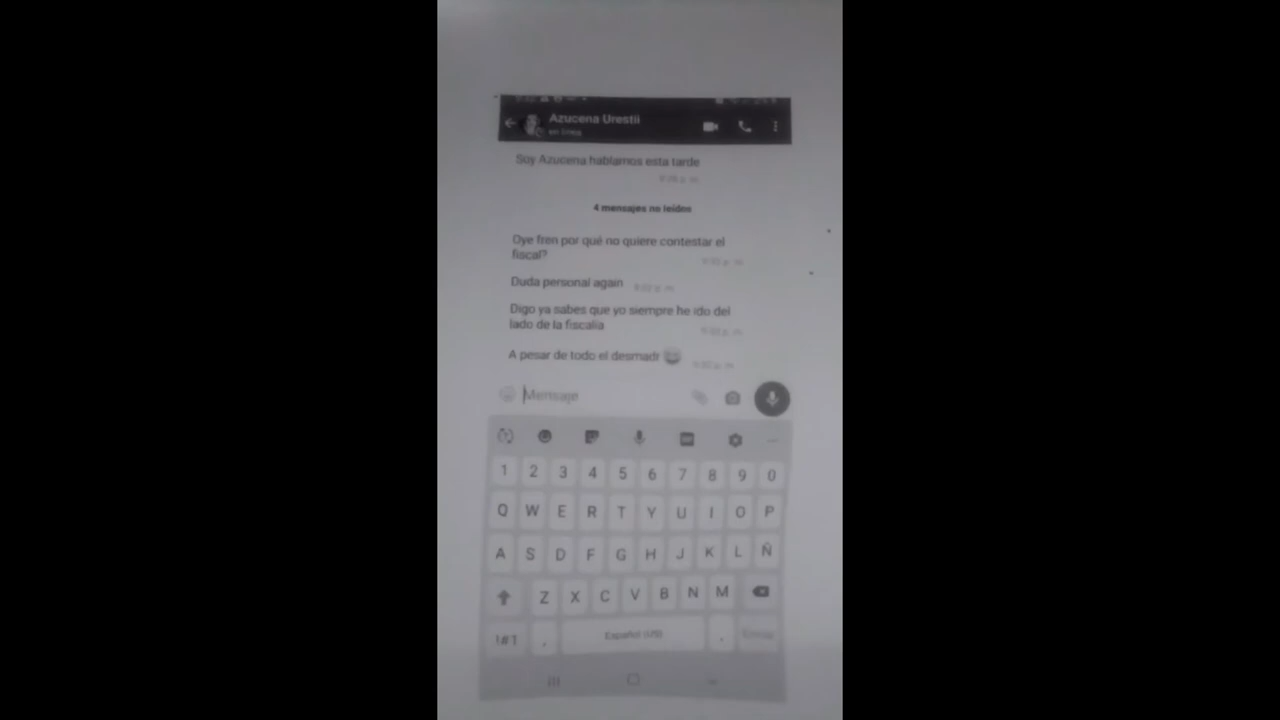 Azucena Urestii
en línea
Soy Azucena hablamos esta tarde
4 mensajes no leídos
Oye fren por qué no quiere contestar el
fiscal?
Duda personal again
Digo ya sabes que yo siempre he ido del
lado de la fiscalía
A pesar de todo el desmadr
Mensaje
1 2 3 4 5 6 7 8 9 0
Q W E R T Y U I O P
A S D F G H J K L Ñ
Z X C V B N M
!#1 , Español (US) .